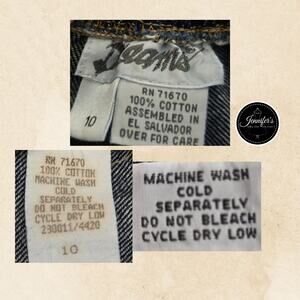 Jeanis
RN 71670
100% COTTON
ASSEMBLED IN
EL SALVADOR
OVER FOR CARE
10
Jennifer's
RN 71670
100% COTTON
MACHINE WASH
COLD
SEPARATELY
DO NOT BLEACH
CYCLE DRY LOW
230011/4420
10
MACHINE WASH
COLD
SEPARATELY
DO NOT BLEACH
CYCLE DRY LOW